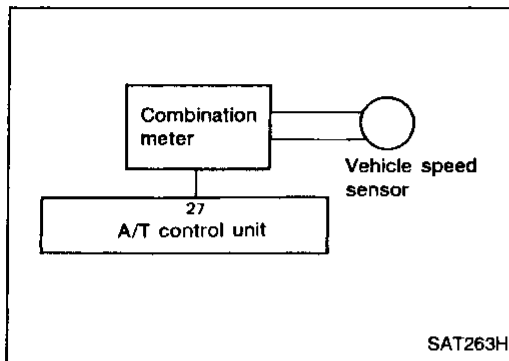 Combination
meter
Vehicle speed
sensor
27
A/T control unit
SAT263H